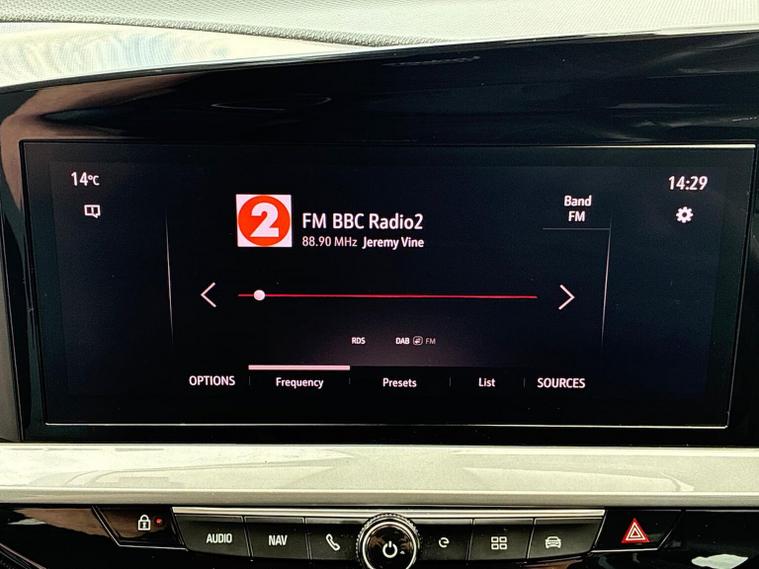 14°C
14:29
2
FM BBC Radio2
88.90 MHz Jeremy Vine
Band
FM
RDS
DAB FM
OPTIONS
Frequency
Presets
List
SOURCES
AUDIO
NAV